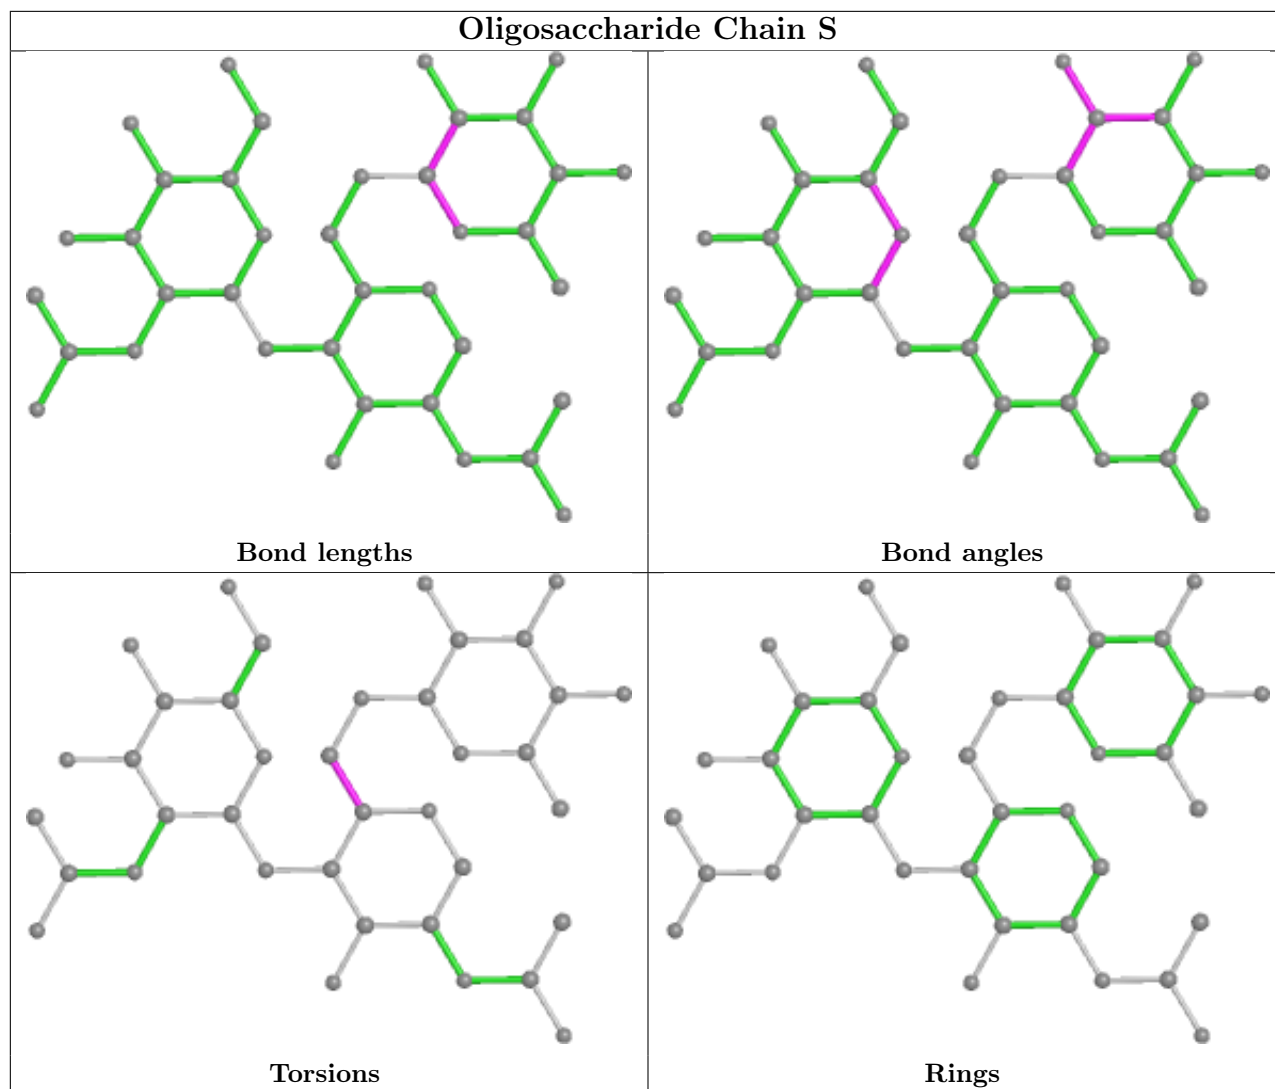 Oligosaccharide Chain S
Bond lengths
Bond angles
Torsions
Rings